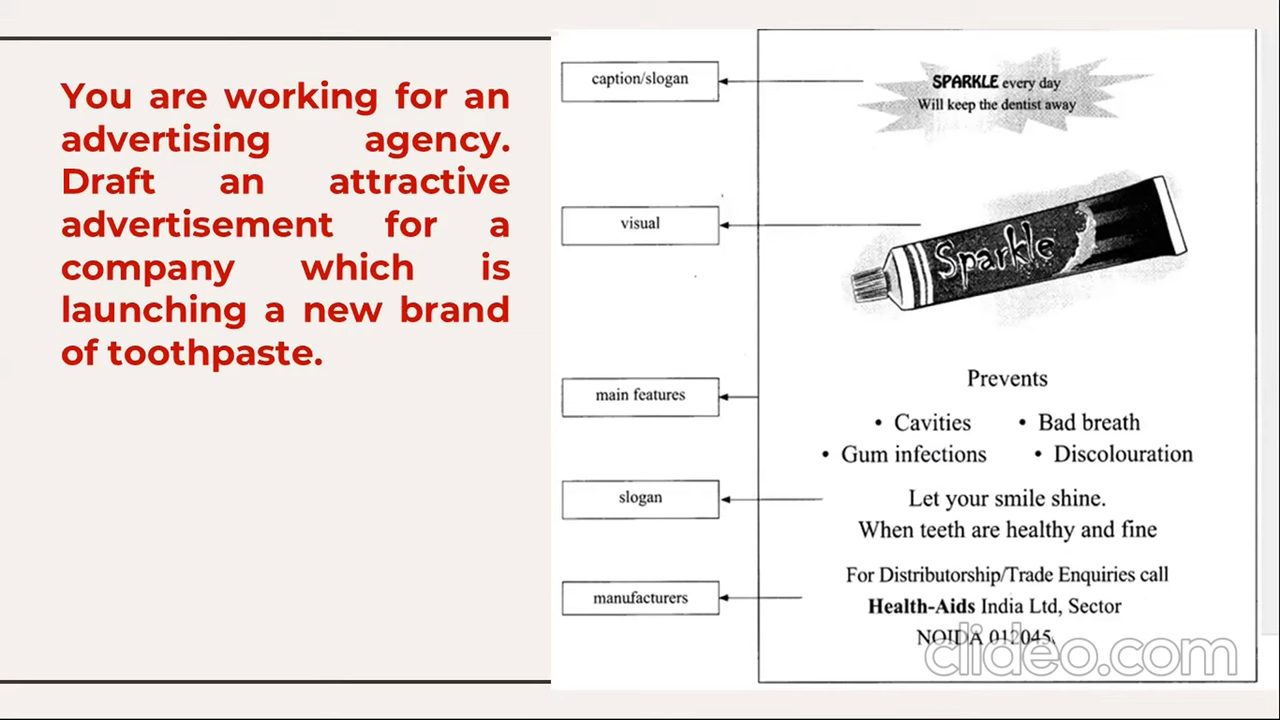 You are working for an
advertising agency.
Draft an attractive
advertisement for a
company which is
launching a new brand
of toothpaste.
caption/slogan
SPARKLE every day
Will keep the dentist away
visual
Sparkle
main features
Prevents
• Cavities • Bad breath
• Gum infections • Discolouration
slogan
Let your smile shine.
When teeth are healthy and fine
For Distributorship/Trade Enquiries call
manufacturers
Health-Aids India Ltd, Sector
NOIDA 012045
clideo.com